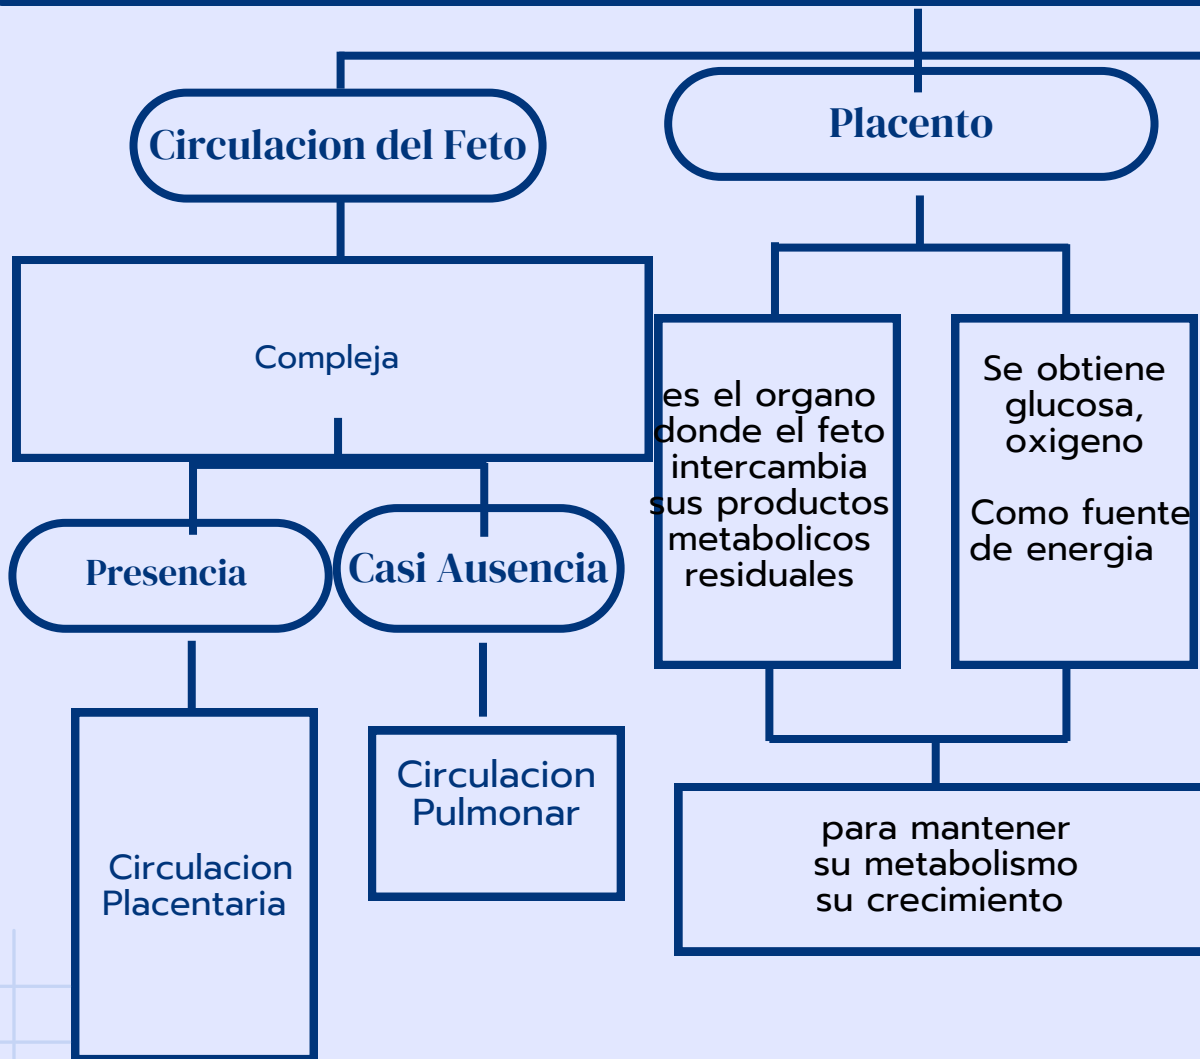 Circulacion del Feto
Placento
Compleja
es el organo
donde el feto
intercambia
sus productos
metabolicos
residuales
Se obtiene
glucosa,
oxigeno
Como fuente
de energia
Presencia
Casi Ausencia
Circulacion
Pulmonar
Circulacion
Placentaria
para mantener
su metabolismo
su crecimiento